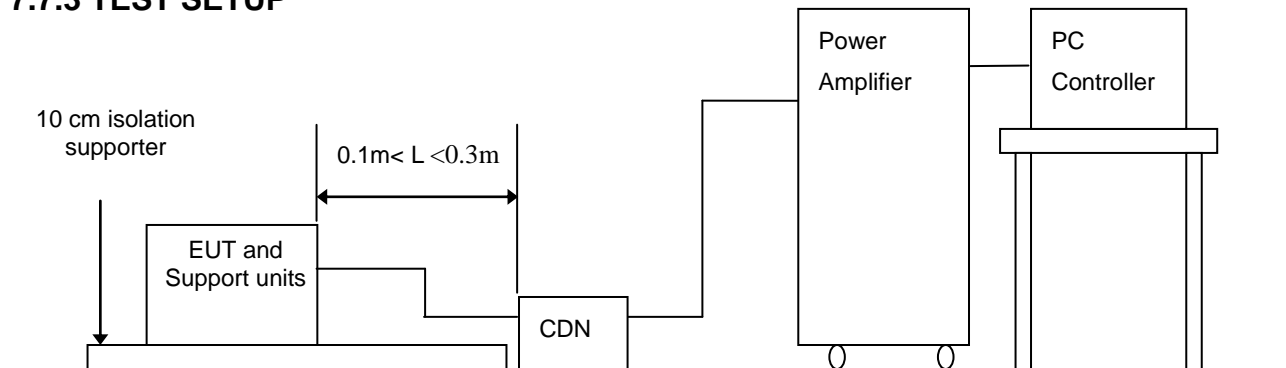 7.7.3 TEST SETUP
Power
Amplifier
PC
Controller
10 cm isolation
supporter
0.1m< L <0.3m
EUT and
Support units
CDN